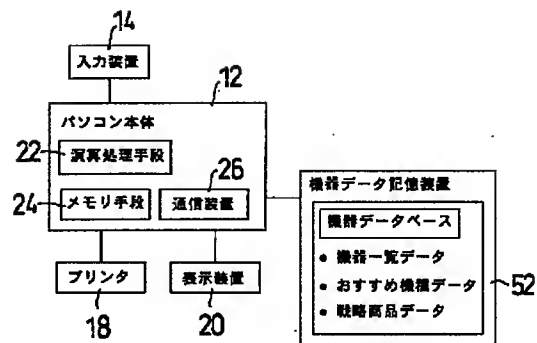 14
入力装置
12
パソコン本体
22
演算処理手段
26
24
メモリ手段
通信装置
プリンタ
18
表示装置
20
機器データ記憶装置
機器データベース
• 機器一覧データ
• おすすめ機種データ
• 戦略商品データ
52